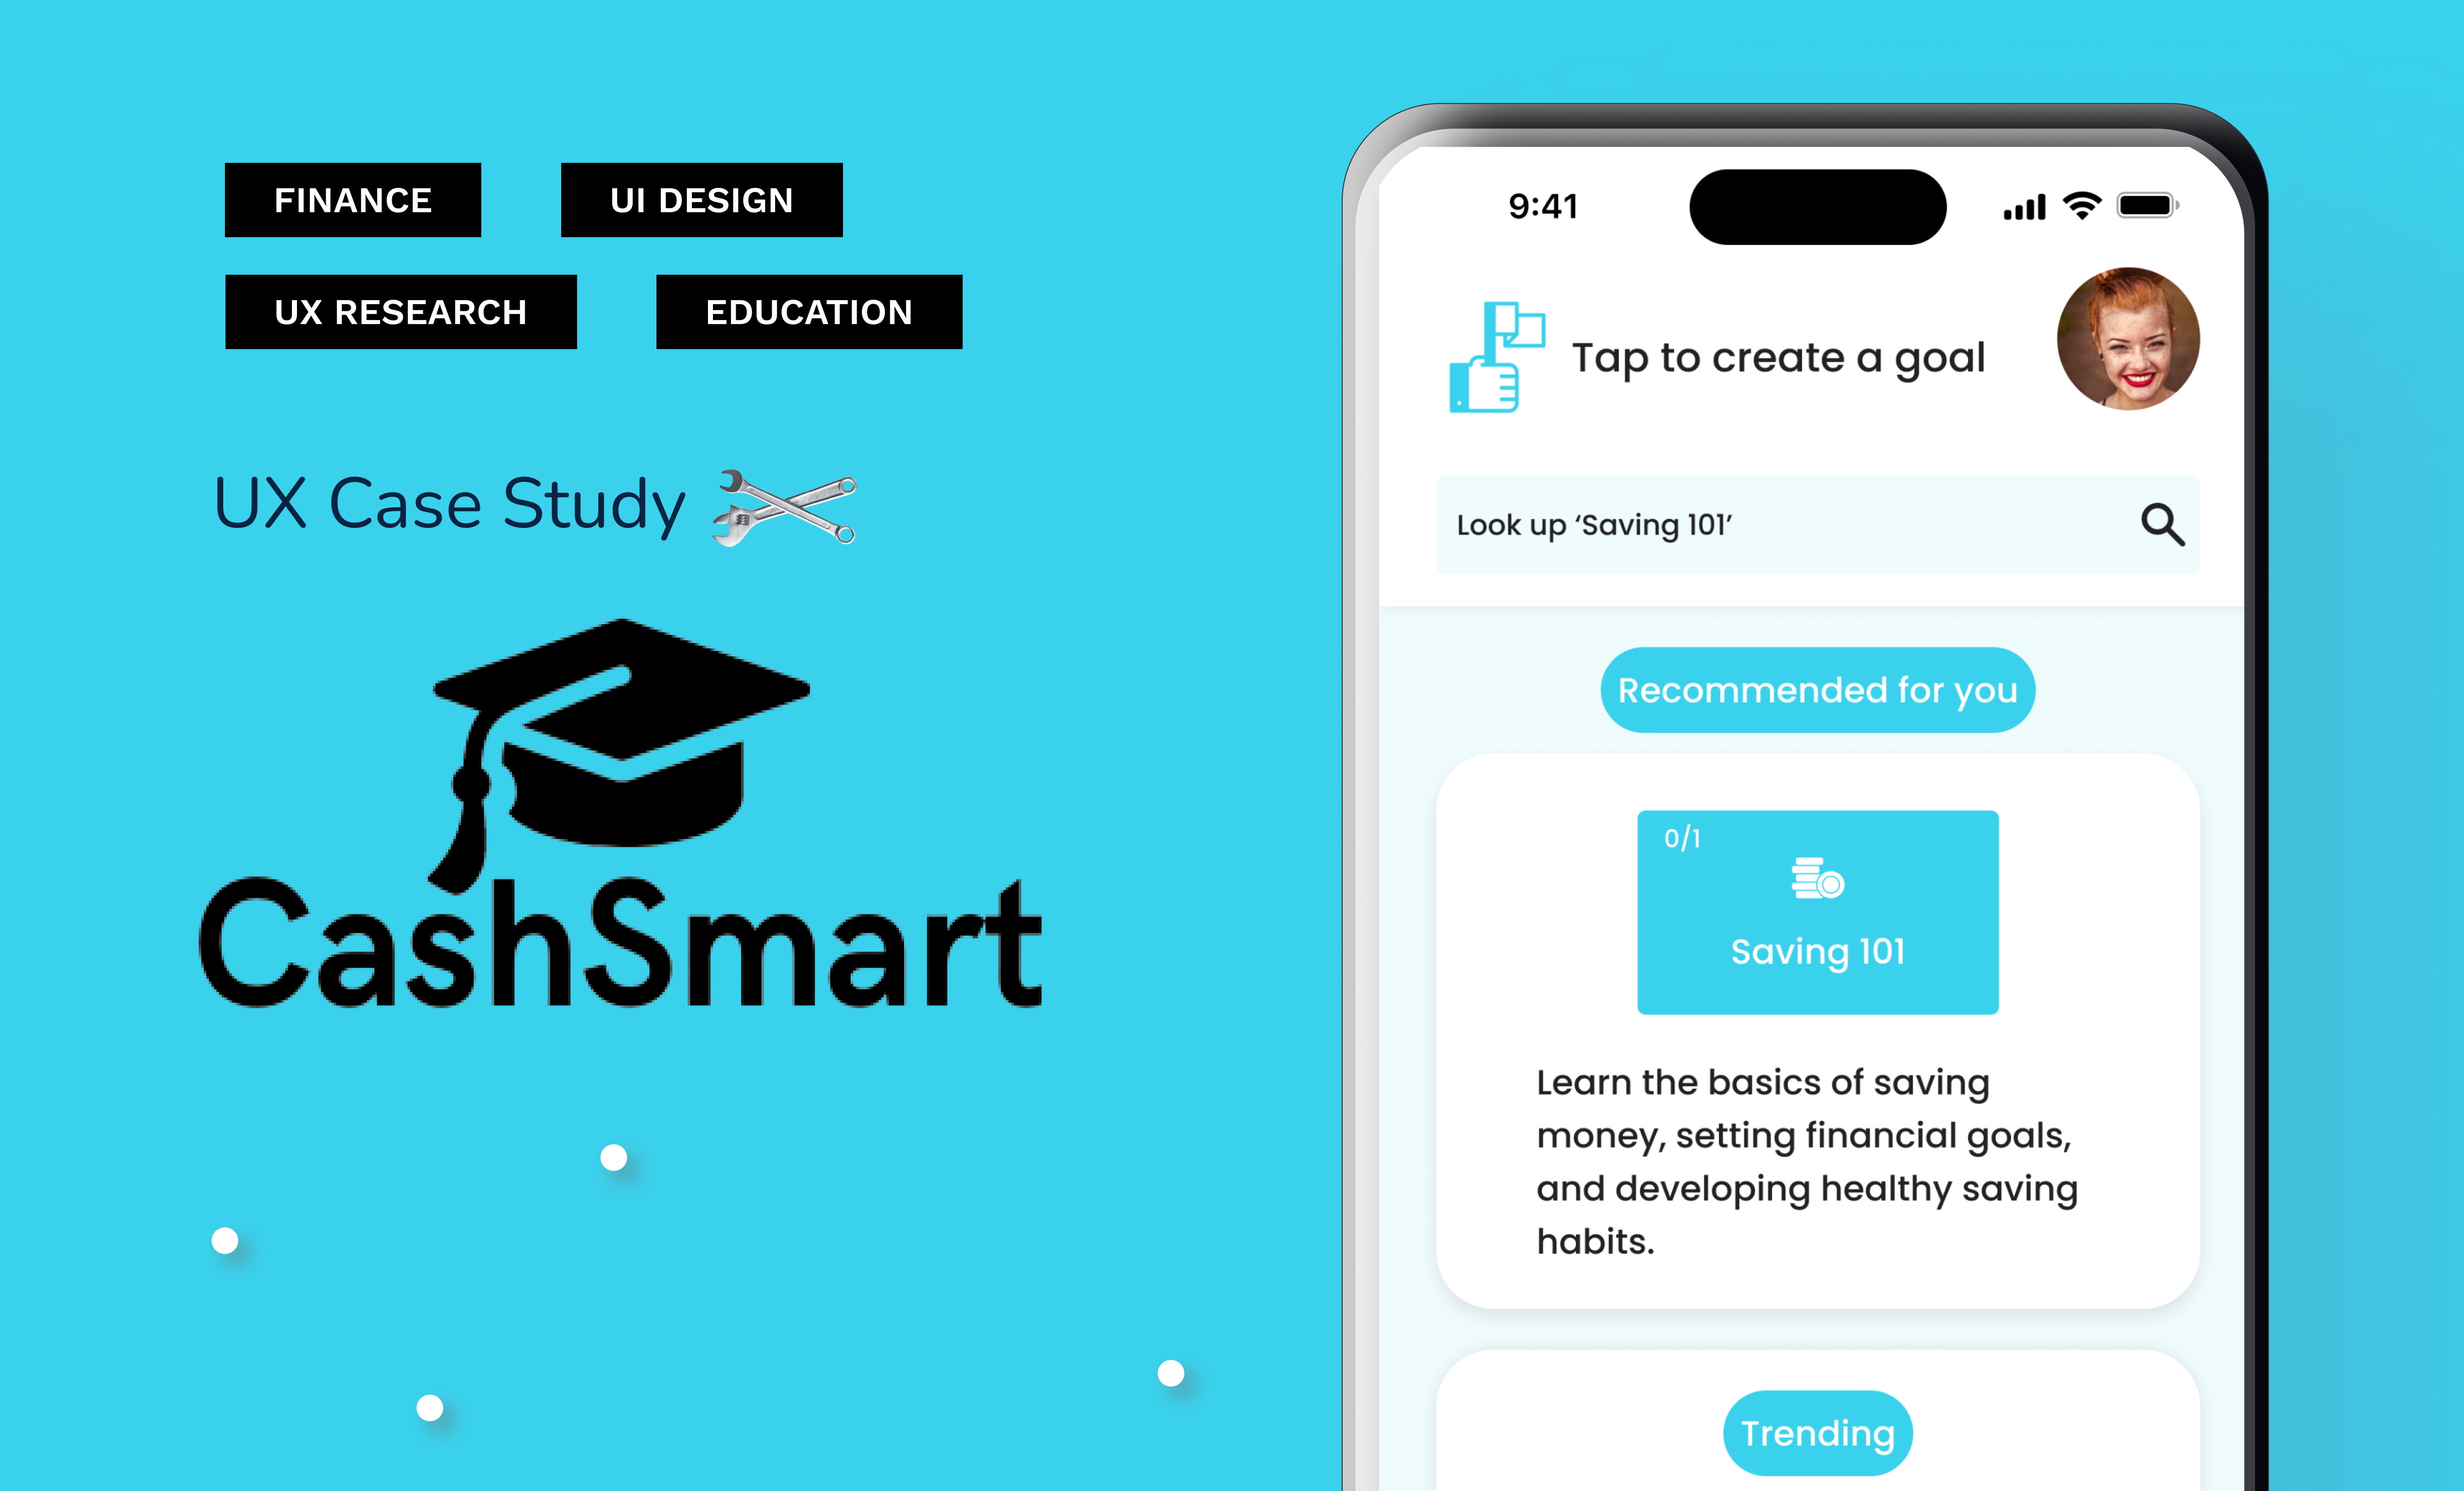 FINANCE
UI DESIGN
UX RESEARCH
EDUCATION
UX Case Study
CashSmart
9:41
Tap to create a goal
Look up ‘Saving 101’
Recommended for you
0/1
Saving 101
Learn the basics of saving
money, setting financial goals,
and developing healthy saving
habits.
Trending